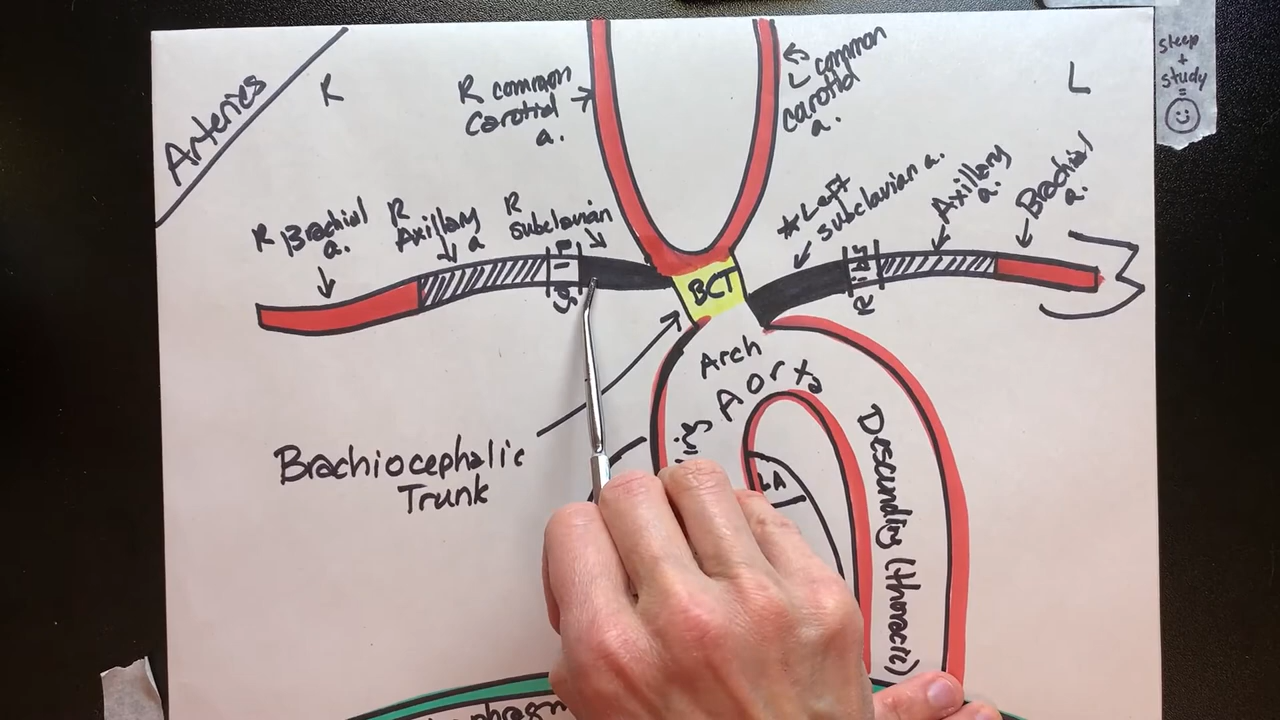 Arteries
R
L
sleep
+
study
=
R common
carotid
a.
L common
carotid
a.
R Brachial
a.
R
Axillary
a
R
subclavian
* Left
subclavian a.
Axillary
a.
Brachial
a.
BCT
Arch
Aorta
Brachiocephalic
Trunk
LA
Descending (thoracic)